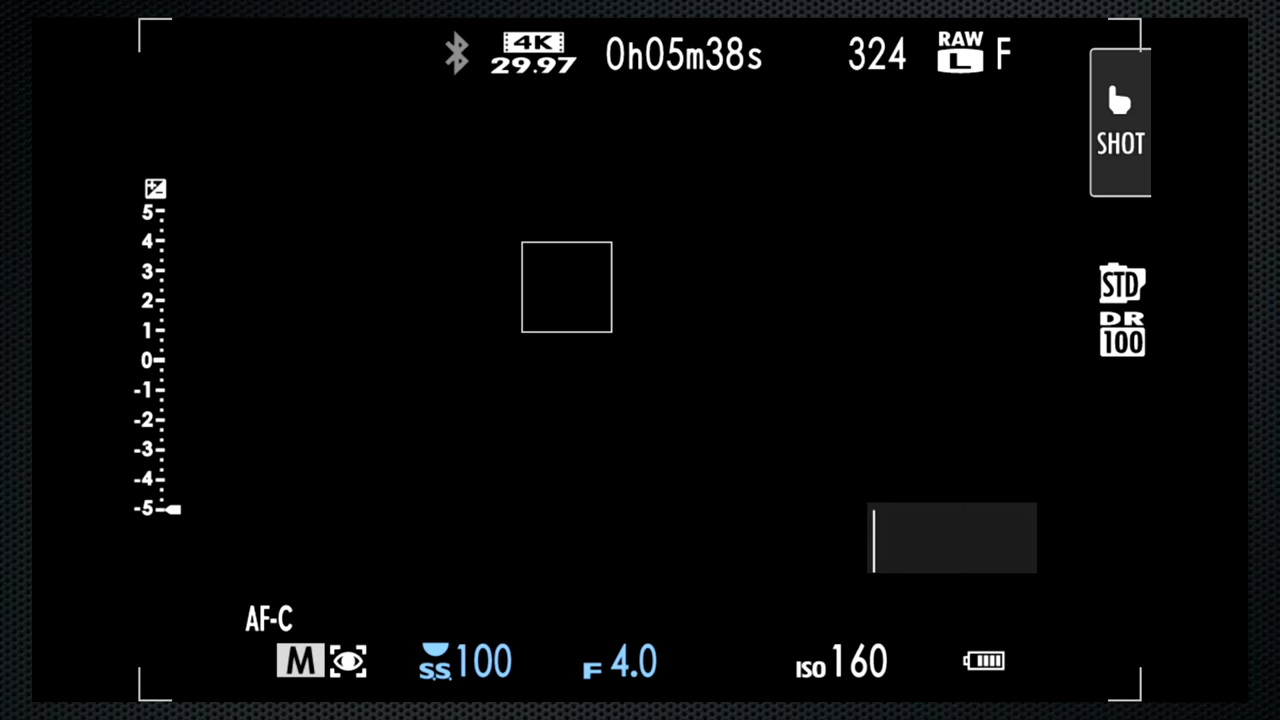 4K
29.97
0h05m38s
324
RAW
L
F
SHOT
5
4
3
2
1
0
-1
-2
-3
-4
-5
STD
DR
100
AF-C
M
S.S. 100
F 4.0
ISO 160